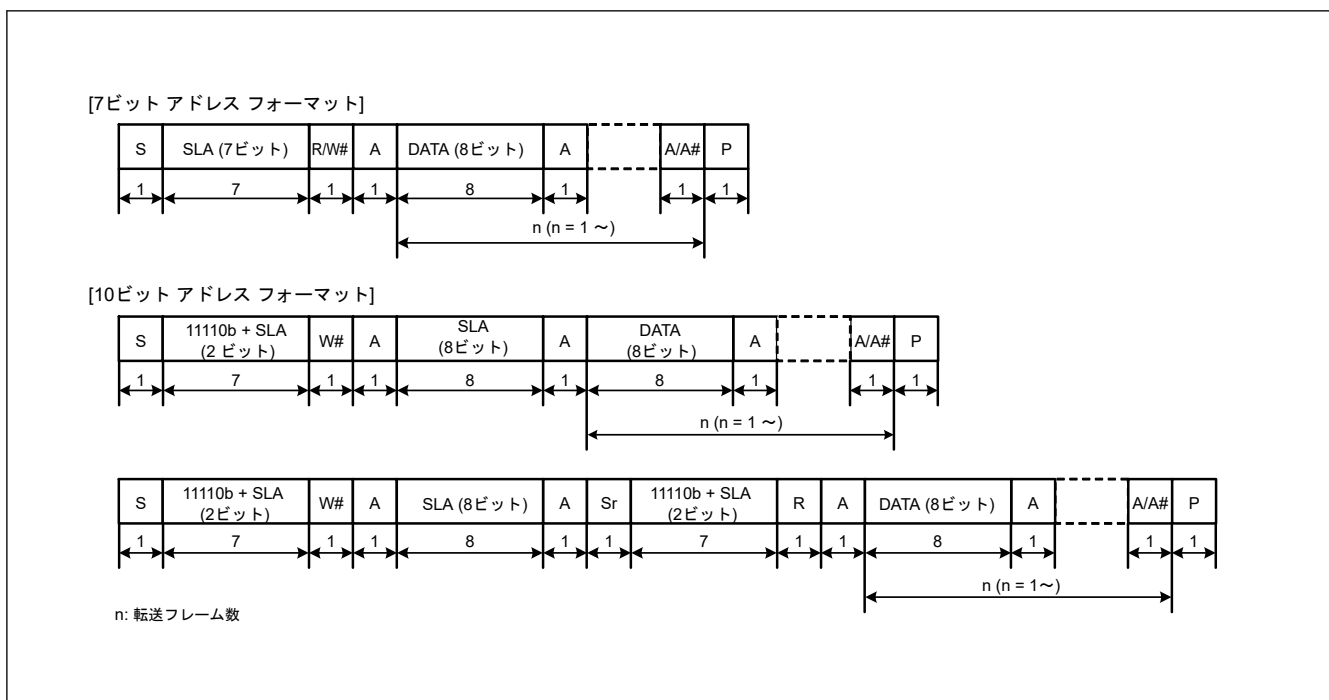 [7ビット アドレス フォーマット]
S SLA (7ビット) R/W# A DATA (8ビット) A A/A# P
1 7 1 1 8 1 1 1
n (n = 1 ～)
[10ビット アドレス フォーマット]
S 11110b + SLA (2 ビット) W# A SLA (8ビット) A DATA (8ビット) A A/A# P
1 7 1 1 8 1 8 1 1 1
n (n = 1 ～)
S 11110b + SLA (2ビット) W# A SLA (8ビット) A Sr 11110b + SLA (2ビット) R A DATA (8ビット) A A/A# P
1 7 1 1 8 1 1 7 1 1 8 1 1 1
n (n = 1～)
n: 転送フレーム数